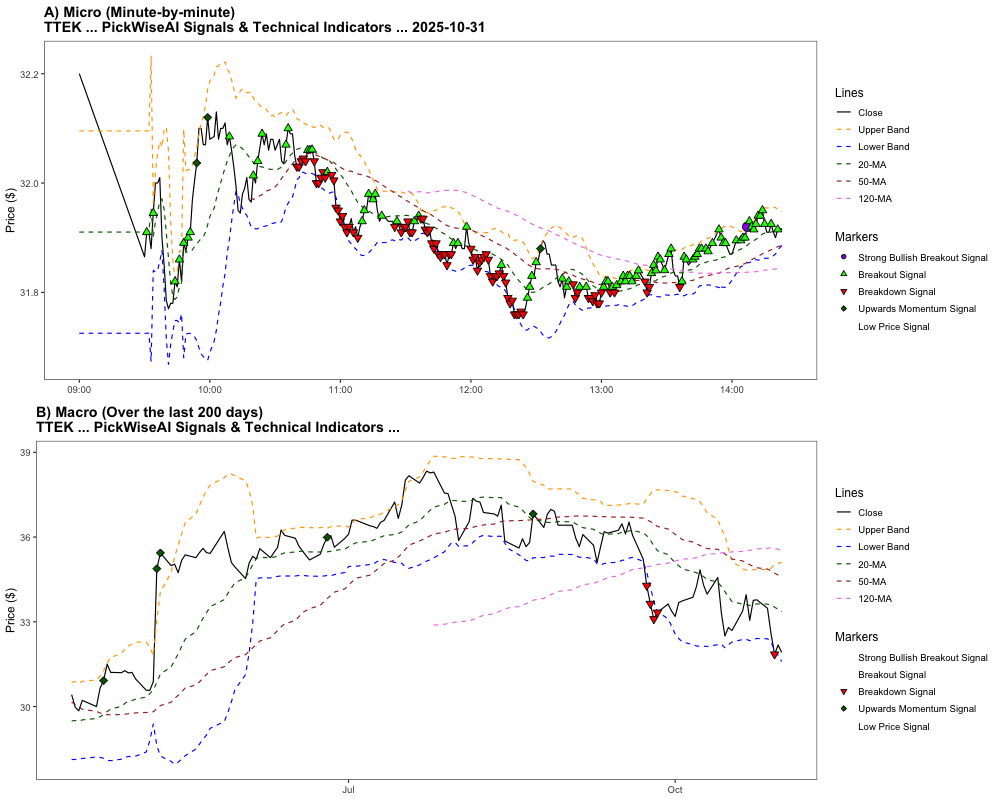 A) Micro (Minute-by-minute)
TTEK ... PickWiseAI Signals & Technical Indicators ... 2025-10-31
Price ($)
32.2
32.0
31.8
09:00
10:00
11:00
12:00
13:00
14:00
Lines
Close
Upper Band
Lower Band
20-MA
50-MA
120-MA
Markers
Strong Bullish Breakout Signal
Breakout Signal
Breakdown Signal
Upwards Momentum Signal
Low Price Signal
B) Macro (Over the last 200 days)
TTEK ... PickWiseAI Signals & Technical Indicators ...
Price ($)
39
36
33
30
Jul
Oct
Lines
Close
Upper Band
Lower Band
20-MA
50-MA
120-MA
Markers
Strong Bullish Breakout Signal
Breakout Signal
Breakdown Signal
Upwards Momentum Signal
Low Price Signal